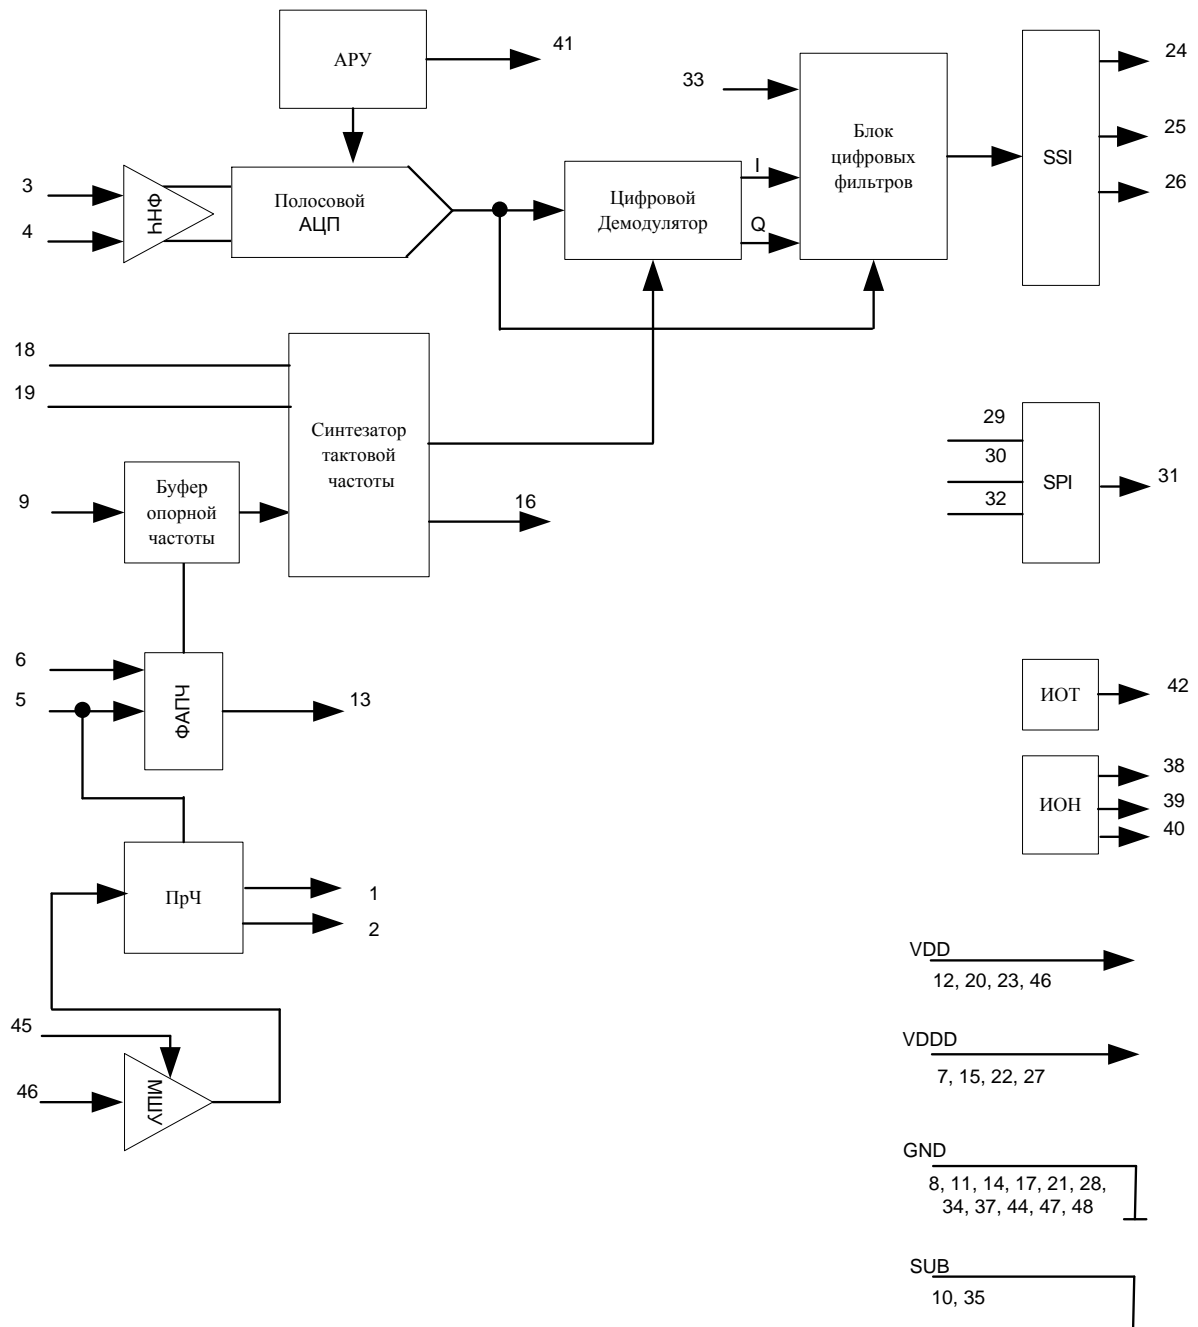 АРУ
41
33
24
25
26
Блок
цифровых
фильтров
SSI
3
4
ФНЧ
Полосовой
АЦП
Цифровой
Демодулятор
I
Q
18
19
Синтезатор
тактовой
частоты
9
Буфер
опорной
частоты
16
29
30
32
SPI
31
6
5
ФАПЧ
13
ИОТ
42
ИОН
38
39
40
ПрЧ
1
2
45
46
МШУ
VDD
12, 20, 23, 46
VDDD
7, 15, 22, 27
GND
8, 11, 14, 17, 21, 28,
34, 37, 44, 47, 48
SUB
10, 35